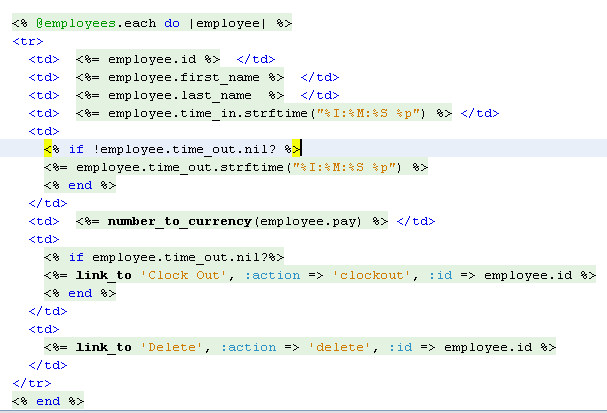 <% @employees.each do |employee| %>
<tr>
<td> <%= employee.id %> </td>
<td> <%= employee.first_name %> </td>
<td> <%= employee.last_name %> </td>
<td> <%= employee.time_in.strftime("%I:%M:%S %p") %> </td>
<td>
<% if !employee.time_out.nil? %>
<%= employee.time_out.strftime("%I:%M:%S %p") %>
<% end %>
</td>
<td> <%= number_to_currency(employee.pay) %> </td>
<td>
<% if employee.time_out.nil?%>
<%= link_to 'Clock Out', :action => 'clockout', :id => employee.id %>
<% end %>
</td>
<td>
<%= link_to 'Delete', :action => 'delete', :id => employee.id %>
</td>
</tr>
<% end %>